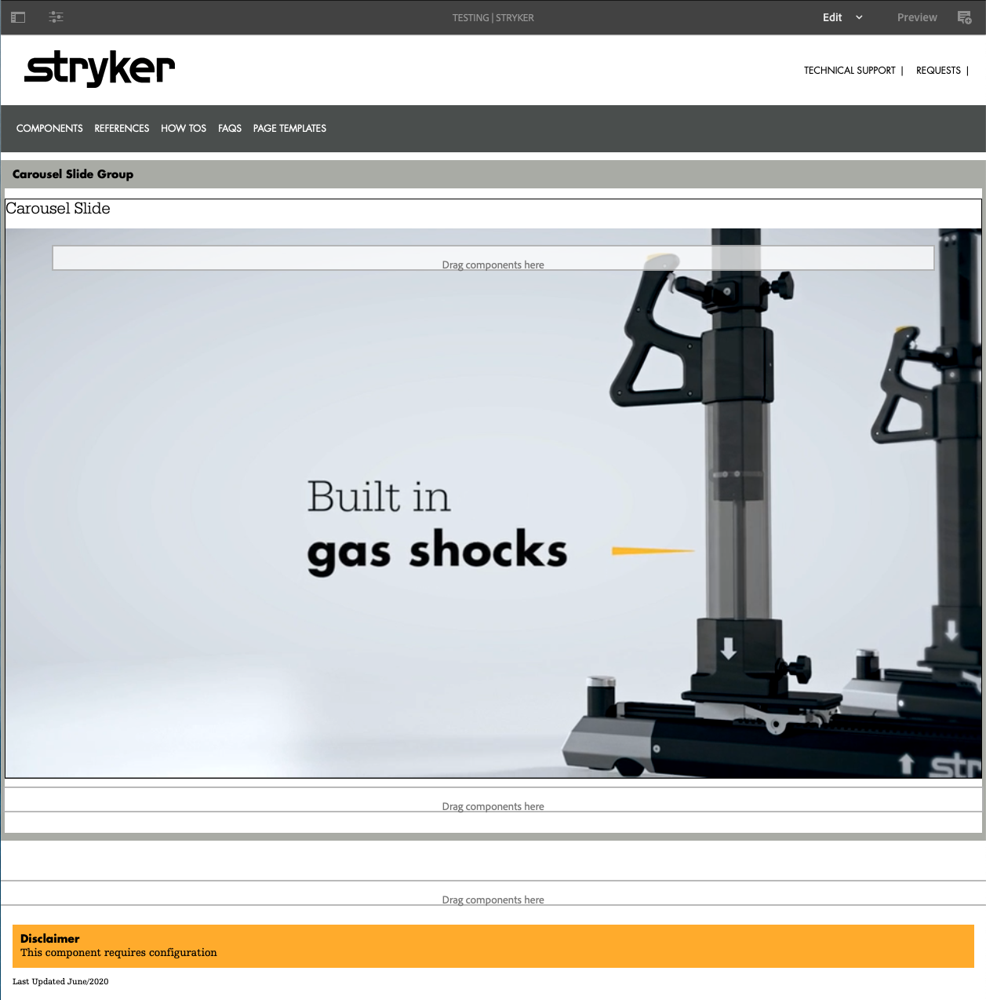 TESTING | STRYKER
Edit
Preview
stryker
TECHNICAL SUPPORT |
REQUESTS |
COMPONENTS REFERENCES HOW TOS FAQS PAGE TEMPLATES
Carousel Slide Group
Carousel Slide
Drag components here
Built in
gas shocks
str
Drag components here
Drag components here
Disclaimer
This component requires configuration
Last Updated June/2020